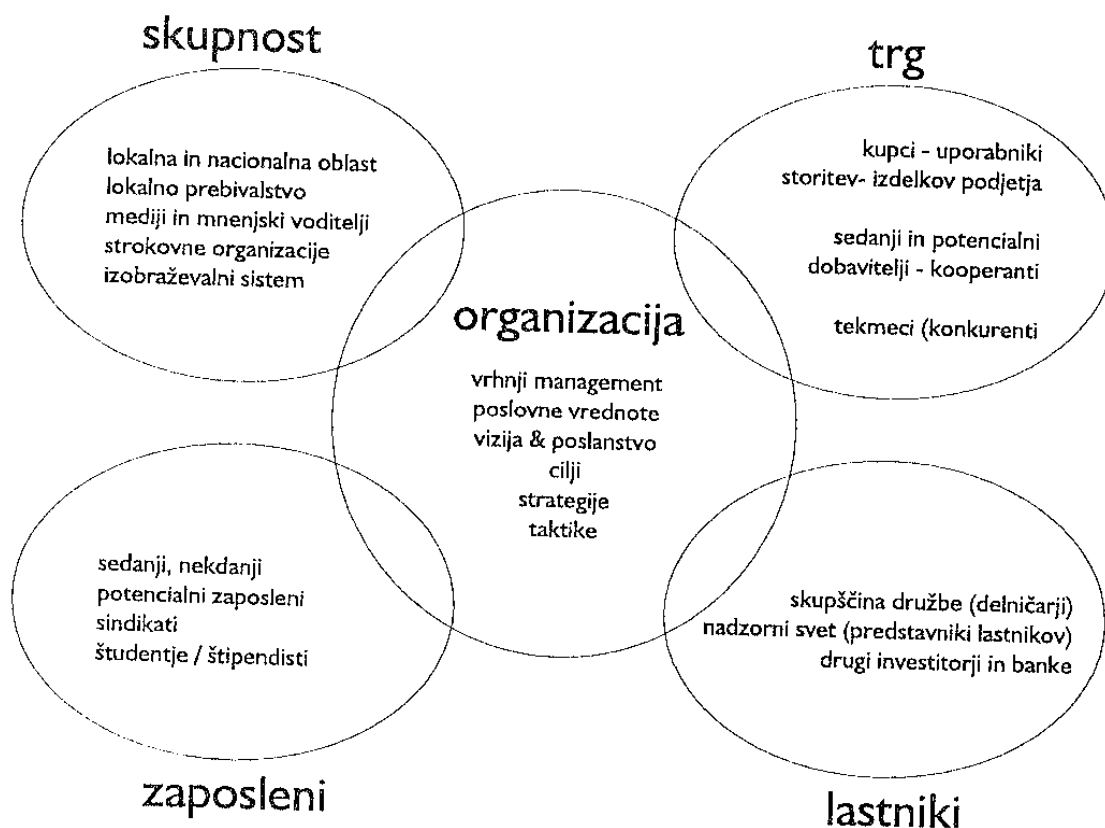 skupnost
lokalna in nacionalna oblast
lokalno prebivalstvo
mediji in mnenjski voditelji
strokovne organizacije
izobraževalni sistem
trg
kupci - uporabniki
storitev- izdelkov podjetja
sedanji in potencialni
dobavitelji - kooperanti
tekmeci (konkurenti
organizacija
vrhnji management
poslovne vrednote
vizija & poslanstvo
cilji
strategije
taktike
sedanji, nekdanji
potencialni zaposleni
sindikati
študentje / štipendisti
zaposleni
skupščina družbe (delničarji)
nadzorni svet (predstavniki lastnikov)
drugi investitorji in banke
lastniki